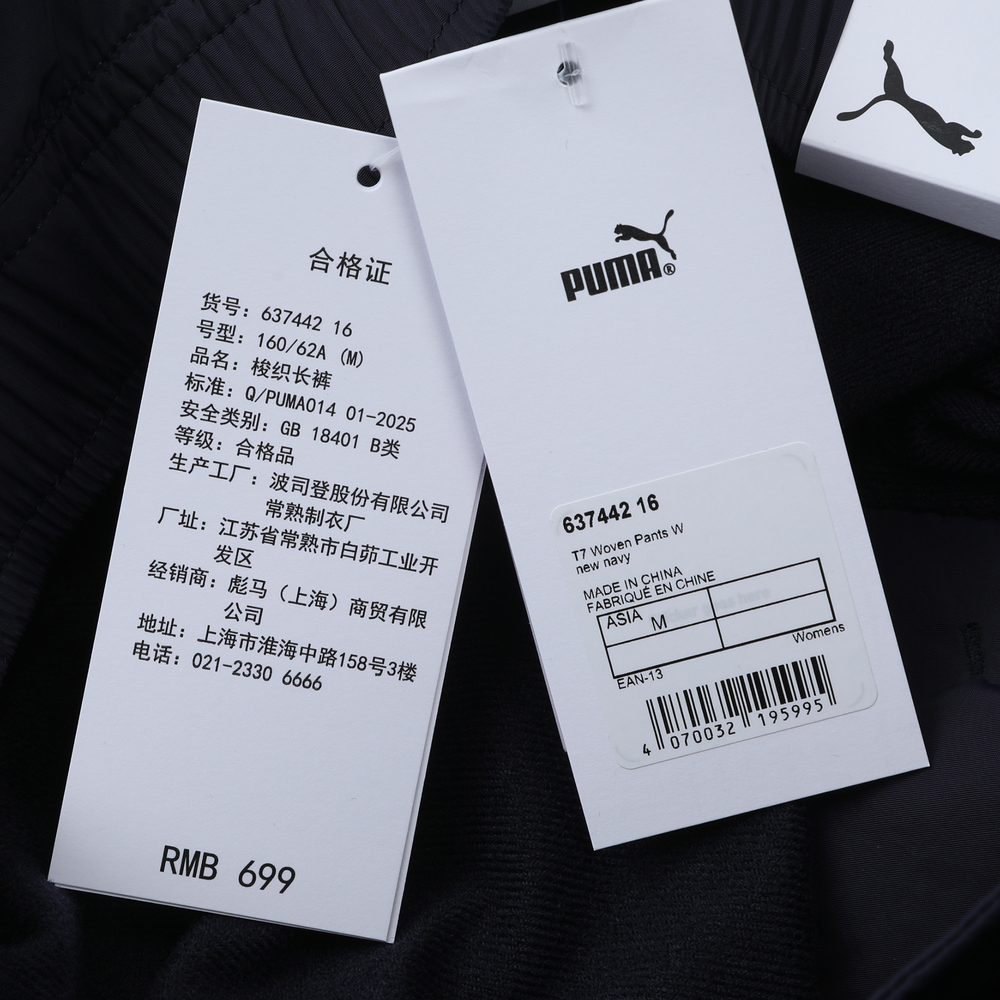 合格证
货号：637442 16
号型：160/62A (M)
品名：梭织长裤
标准：Q/PUMA014 01-2025
安全类别：GB 18401 B类
等级：合格品
生产工厂：波司登股份有限公司
常熟制衣厂
厂址：江苏省常熟市白茆工业开
发区
经销商：彪马（上海）商贸有限
公司
地址：上海市淮海中路158号3楼
电话：021-2330 6666
RMB 699
PUMA®
637442 16
T7 Woven Pants W
new navy
MADE IN CHINA
FABRIQUÉ EN CHINE
ASIA M
Womens
EAN-13
4 070032 195995